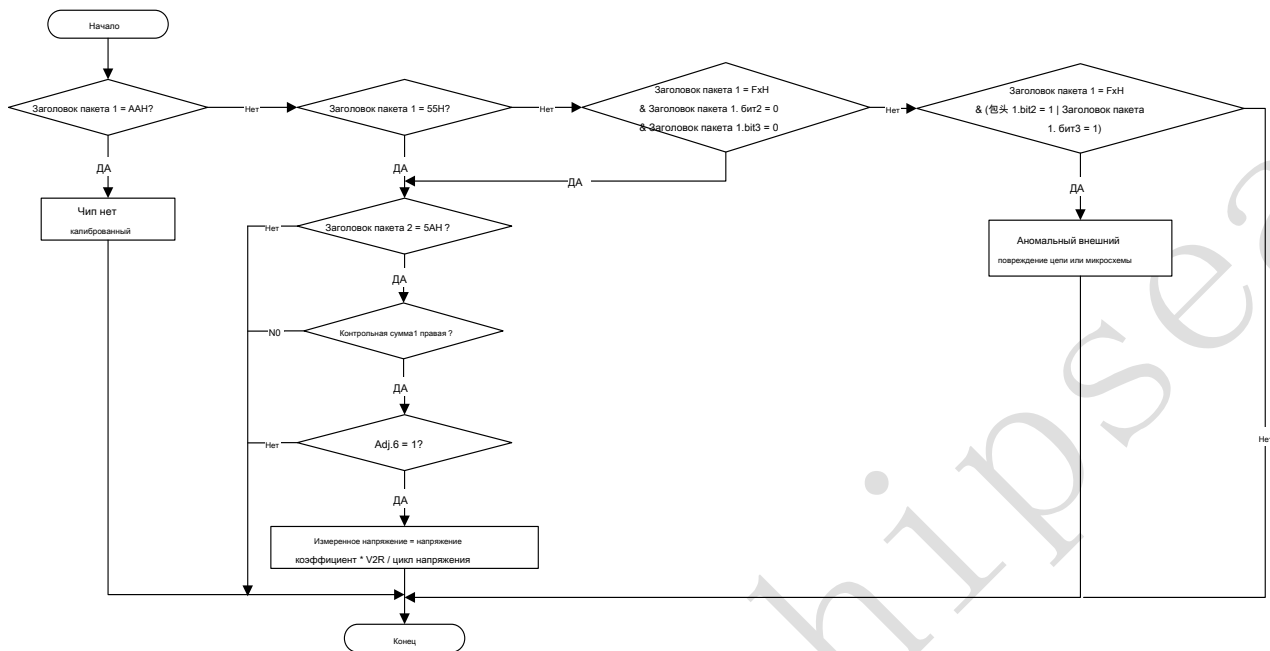 Начало
Заголовок пакета 1 = AAH?
Нет
Заголовок пакета 1 = 55H?
Нет
Заголовок пакета 1 = FxH
& Заголовок пакета 1. бит2 = 0
& Заголовок пакета 1.bit3 = 0
Нет
Заголовок пакета 1 = FxH
& (包头 1.bit2 = 1 | Заголовок пакета
1. бит3 = 1)
ДА
ДА
ДА
ДА
Чип нет
калиброванный
Нет
Заголовок пакета 2 = 5AH ?
Аномальный внешний
повреждение цепи или микросхемы
ДА
N0
Контрольная сумма1 правая ?
ДА
Нет
Adj.6 = 1?
Нет
ДА
Измеренное напряжение = напряжение
коэффициент * V2R / цикл напряжения
Конец
hipsea